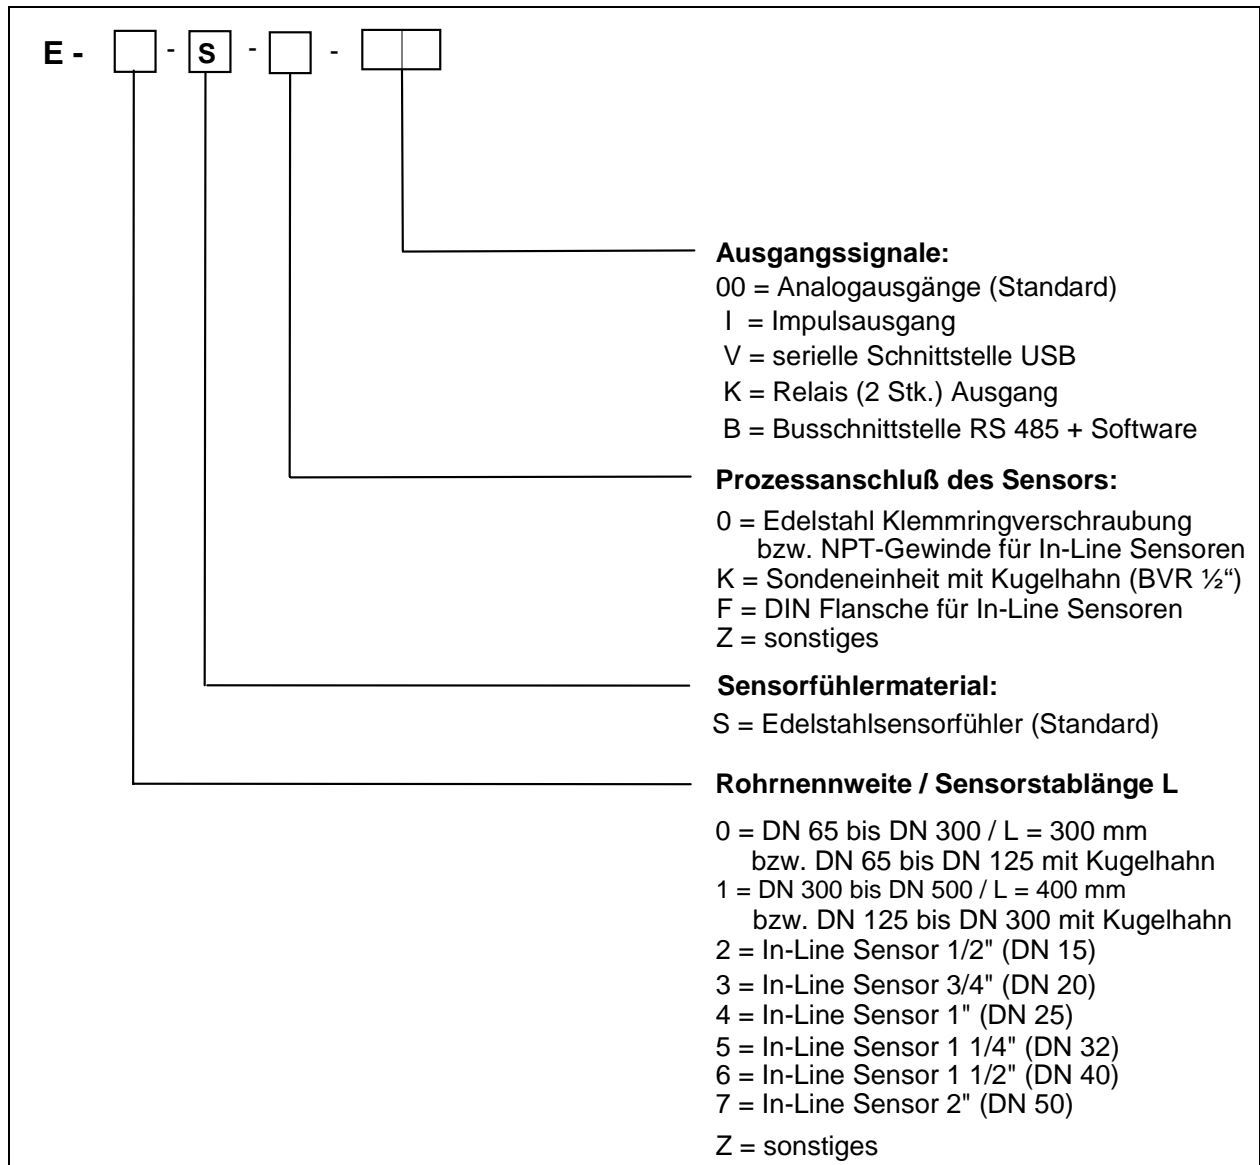 E - - S - -
Ausgangssignale:
00 = Analogausgänge (Standard)
I = Impulsausgang
V = serielle Schnittstelle USB
K = Relais (2 Stk.) Ausgang
B = Busschnittstelle RS 485 + Software
Prozessanschluß des Sensors:
0 = Edelstahl Klemmringverschraubung
bzw. NPT-Gewinde für In-Line Sensoren
K = Sondeneinheit mit Kugelhahn (BVR ½“)
F = DIN Flansche für In-Line Sensoren
Z = sonstiges
Sensorfühlermaterial:
S = Edelstahlsensorfühler (Standard)
Rohrnennweite / Sensorstablänge L
0 = DN 65 bis DN 300 / L = 300 mm
bzw. DN 65 bis DN 125 mit Kugelhahn
1 = DN 300 bis DN 500 / L = 400 mm
bzw. DN 125 bis DN 300 mit Kugelhahn
2 = In-Line Sensor 1/2" (DN 15)
3 = In-Line Sensor 3/4" (DN 20)
4 = In-Line Sensor 1" (DN 25)
5 = In-Line Sensor 1 1/4" (DN 32)
6 = In-Line Sensor 1 1/2" (DN 40)
7 = In-Line Sensor 2" (DN 50)
Z = sonstiges